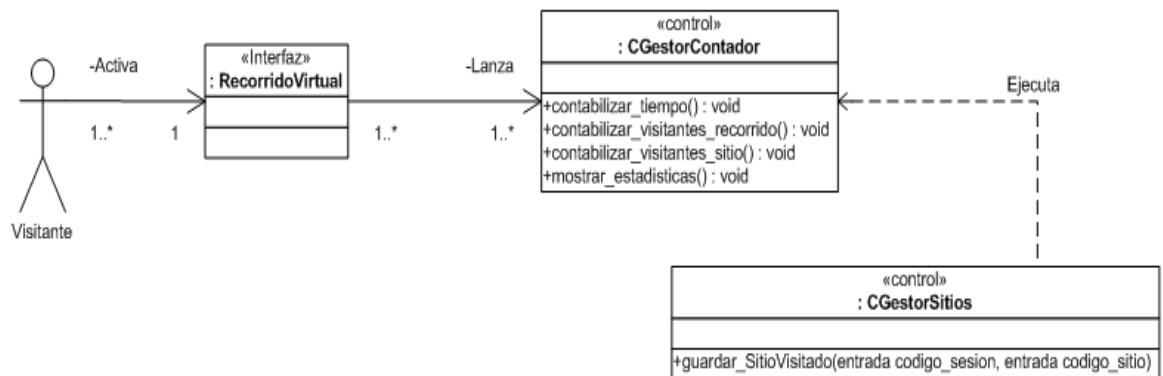 «control»
: CGestorContador
«Interfaz»
: RecorridoVirtual
-Activa
-Lanza
Ejecuta
+contabilizar_tiempo() : void
+contabilizar_visitantes_recorrido() : void
+contabilizar_visitantes_sitio() : void
+mostrar_estadisticas() : void
1..*
1
1..*
1..*
Visitante
«control»
: CGestorSitios
+guardar_SitioVisitado(entrada codigo_sesion, entrada codigo_sitio)